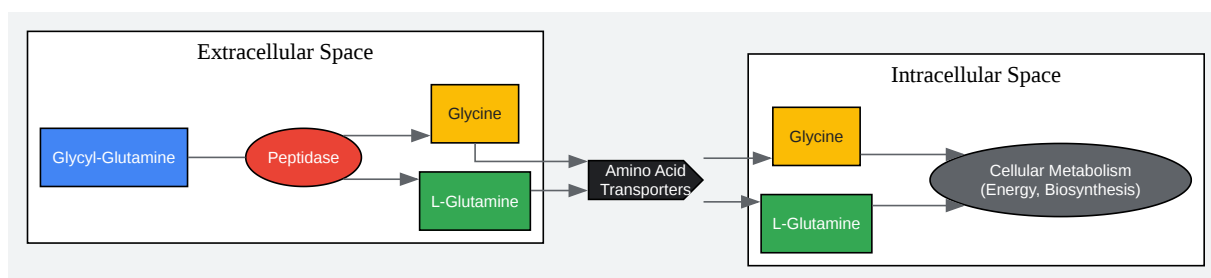 Extracellular Space
Glycyl-Glutamine
Peptidase
Glycine
L-Glutamine
Amino Acid
Transporters
Intracellular Space
Glycine
L-Glutamine
Cellular Metabolism
(Energy, Biosynthesis)